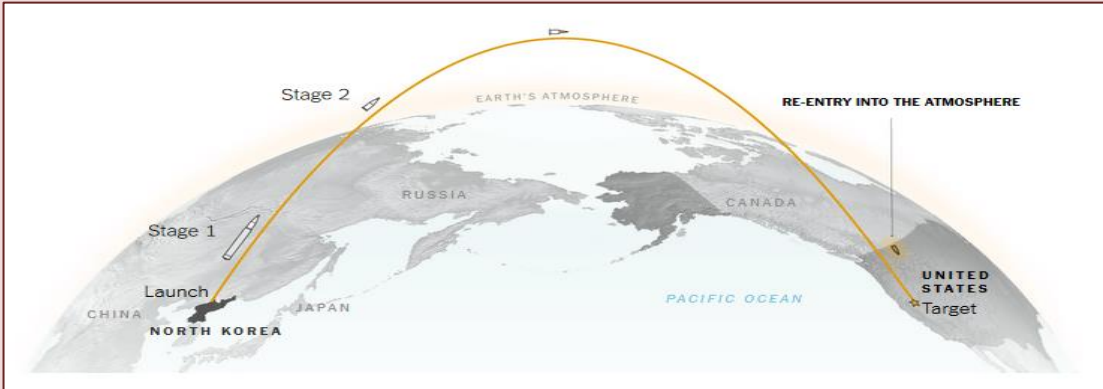 Stage 2
EARTH'S ATMOSPHERE
RE-ENTRY INTO THE ATMOSPHERE
RUSSIA
CANADA
Stage 1
UNITED
STATES
Launch
PACIFIC OCEAN
JAPAN
Target
CHINA
NORTH KOREA